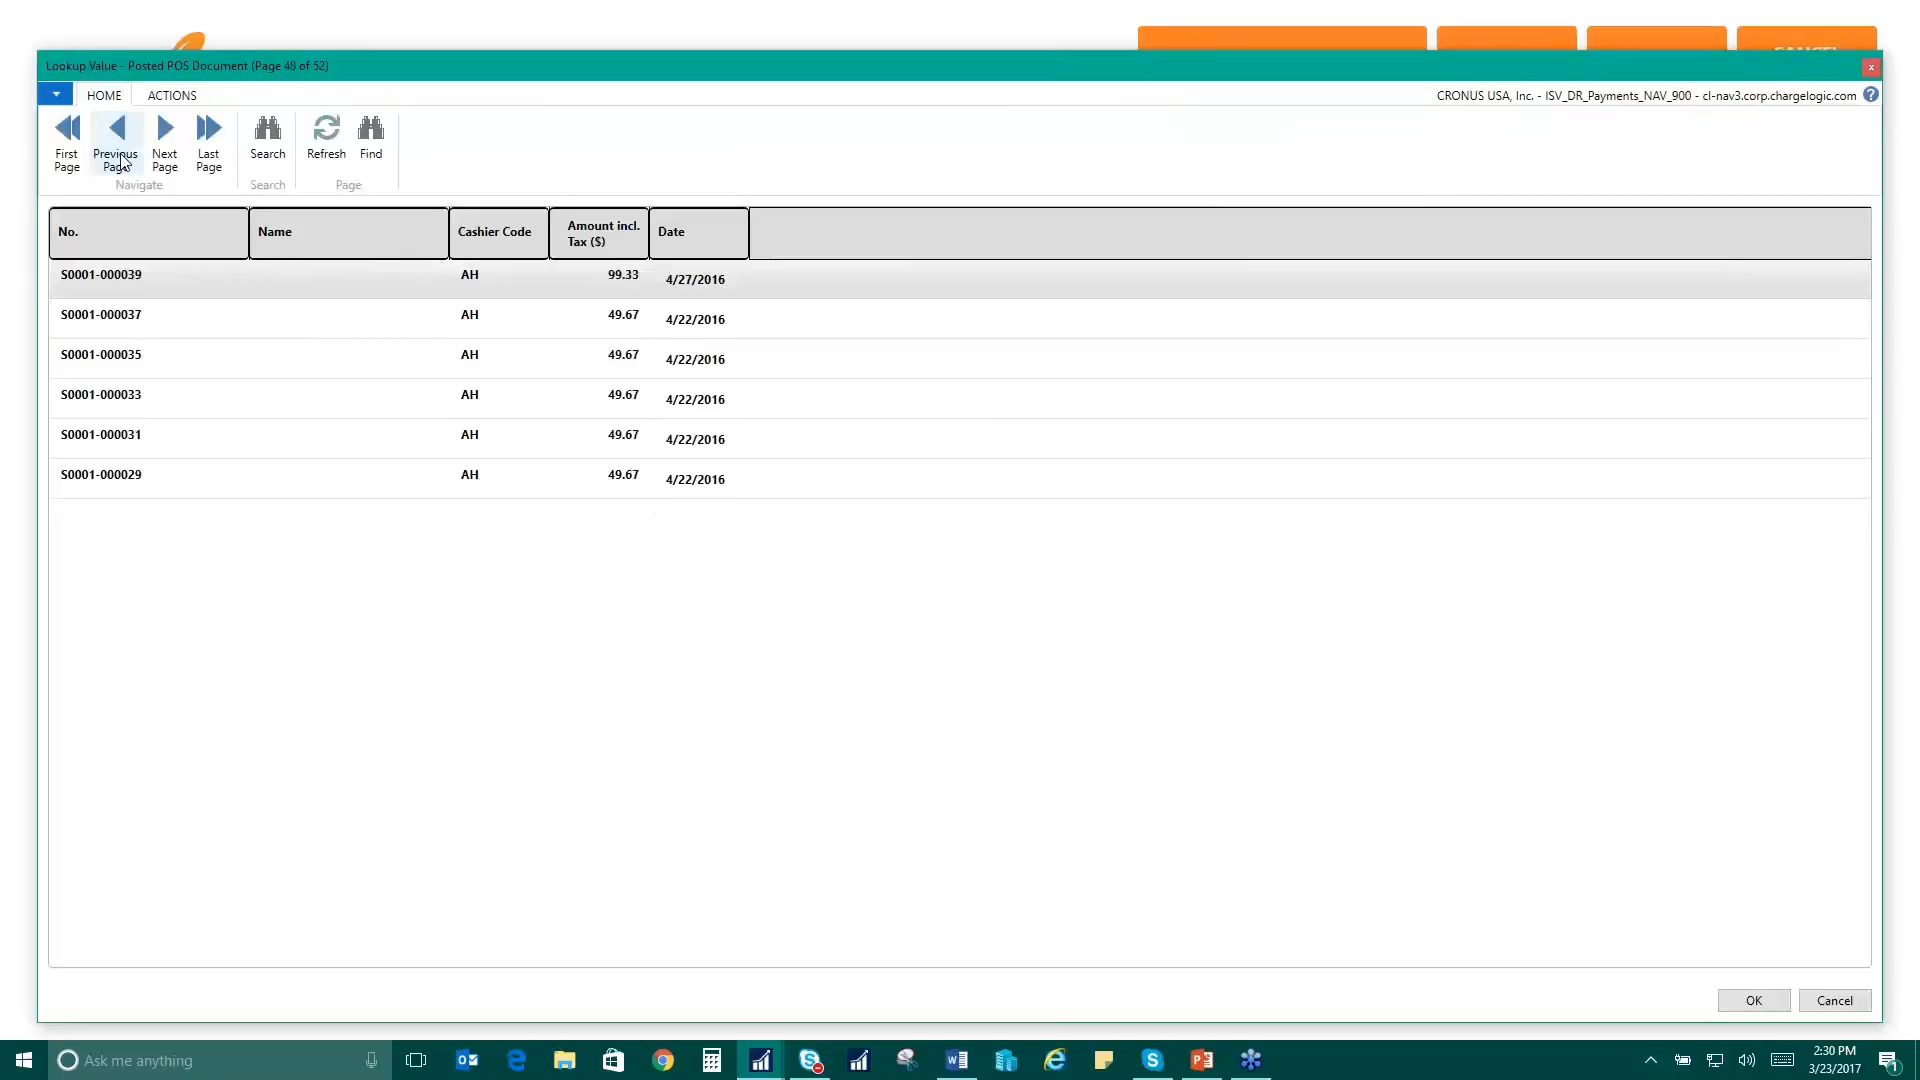 Lookup Value - Posted POS Document (Page 48 of 52)
x
HOME
ACTIONS
CRONUS USA, Inc. - ISV_DR_Payments_NAV_900 - cl-nav3.corp.chargelogic.com
?
First Page
Previous Page
Next Page
Last Page
Search
Refresh
Find
Navigate
Search
Page
No. Name Cashier Code Amount incl. Tax ($) Date
S0001-000039 AH 99.33 4/27/2016
S0001-000037 AH 49.67 4/22/2016
S0001-000035 AH 49.67 4/22/2016
S0001-000033 AH 49.67 4/22/2016
S0001-000031 AH 49.67 4/22/2016
S0001-000029 AH 49.67 4/22/2016
OK
Cancel
Ask me anything
2:30 PM
3/23/2017